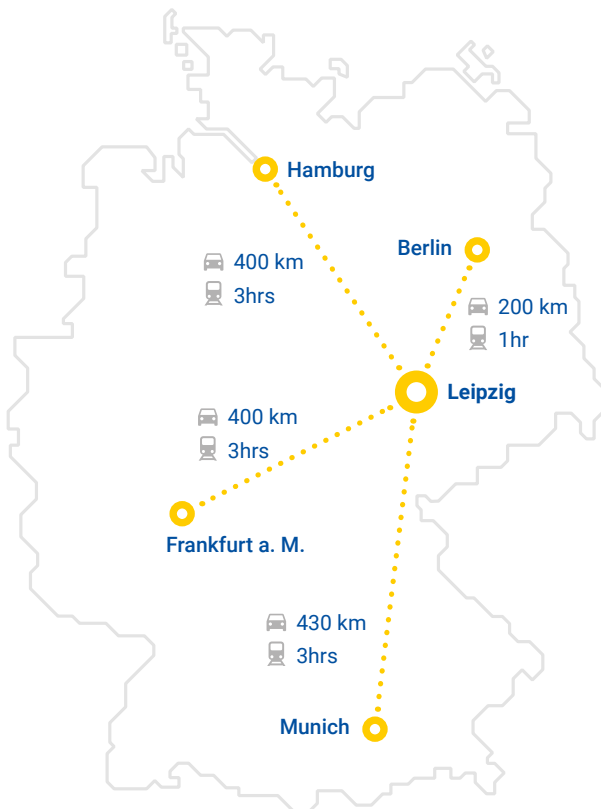 Hamburg
Berlin
400 km
3hrs
200 km
1hr
Leipzig
400 km
3hrs
Frankfurt a. M.
430 km
3hrs
Munich